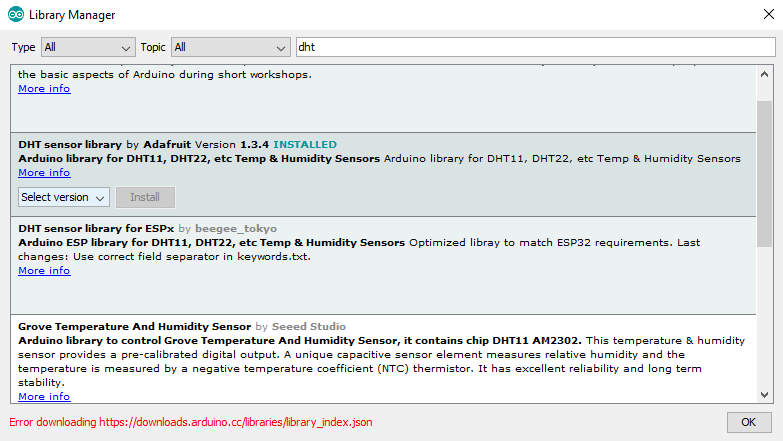 Library Manager
Type All Topic All dht
the basic aspects of Arduino during short workshops.
More info
DHT sensor library by Adafruit Version 1.3.4 INSTALLED
Arduino library for DHT11, DHT22, etc Temp & Humidity Sensors Arduino library for DHT11, DHT22, etc Temp & Humidity Sensors
More info
Select version Install
DHT sensor library for ESPx by beegee_tokyo
Arduino ESP library for DHT11, DHT22, etc Temp & Humidity Sensors Optimized libray to match ESP32 requirements. Last
changes: Use correct field separator in keywords.txt.
More info
Grove Temperature And Humidity Sensor by Seeed Studio
Arduino library to control Grove Temperature And Humidity Sensor, it contains chip DHT11 AM2302. This temperature & humidity
sensor provides a pre-calibrated digital output. A unique capacitive sensor element measures relative humidity and the
temperature is measured by a negative temperature coefficient (NTC) thermistor. It has excellent reliability and long term
stability.
More info
Error downloading https://downloads.arduino.cc/libraries/library_index.json
OK